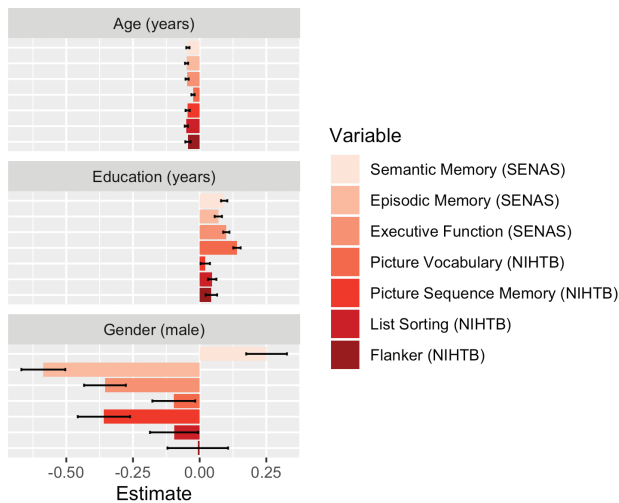 Age (years)
Education (years)
Gender (male)
-0.50
-0.25
0.00
0.25
Estimate
Variable
Semantic Memory (SENAS)
Episodic Memory (SENAS)
Executive Function (SENAS)
Picture Vocabulary (NIHTB)
Picture Sequence Memory (NIHTB)
List Sorting (NIHTB)
Flanker (NIHTB)